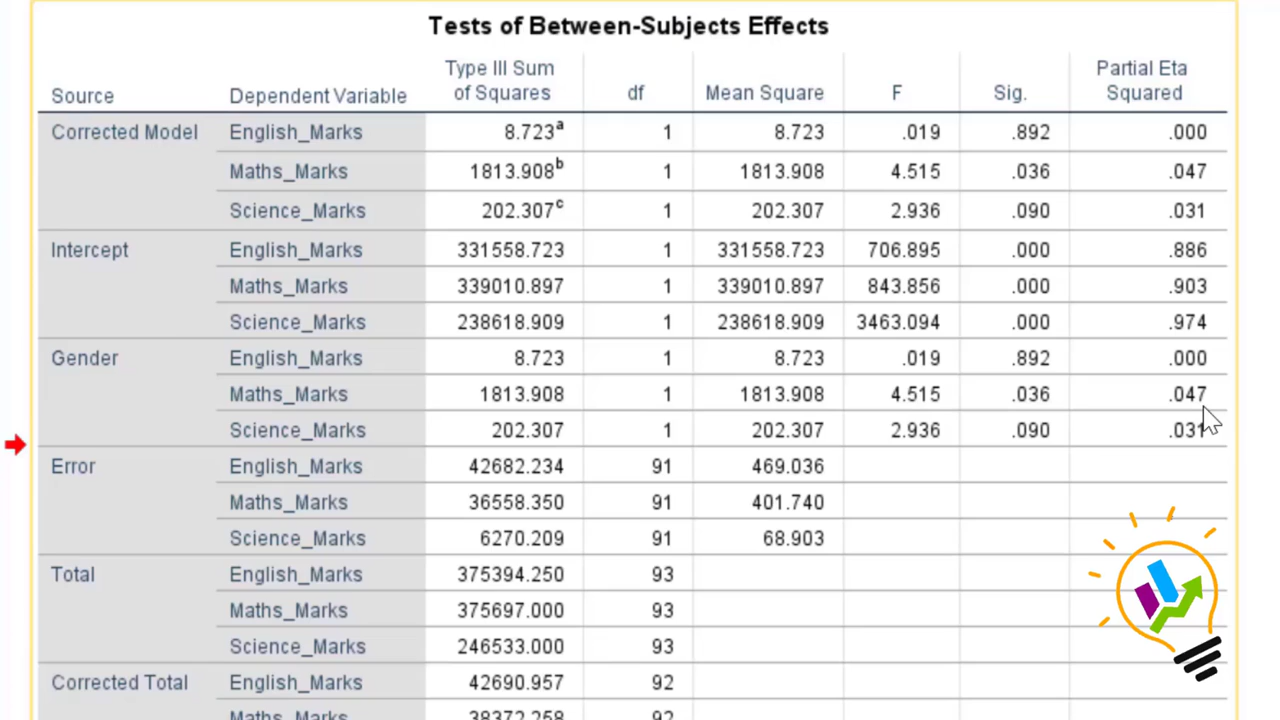 Tests of Between-Subjects Effects
Source Dependent Variable Type III Sum of Squares df Mean Square F Sig. Partial Eta Squared
Corrected Model English_Marks 8.723a 1 8.723 .019 .892 .000
Maths_Marks 1813.908b 1 1813.908 4.515 .036 .047
Science_Marks 202.307c 1 202.307 2.936 .090 .031
Intercept English_Marks 331558.723 1 331558.723 706.895 .000 .886
Maths_Marks 339010.897 1 339010.897 843.856 .000 .903
Science_Marks 238618.909 1 238618.909 3463.094 .000 .974
Gender English_Marks 8.723 1 8.723 .019 .892 .000
Maths_Marks 1813.908 1 1813.908 4.515 .036 .047
Science_Marks 202.307 1 202.307 2.936 .090 .031
Error English_Marks 42682.234 91 469.036
Maths_Marks 36558.350 91 401.740
Science_Marks 6270.209 91 68.903
Total English_Marks 375394.250 93
Maths_Marks 375697.000 93
Science_Marks 246533.000 93
Corrected Total English_Marks 42690.957 92
Maths_Marks 38372.258 92